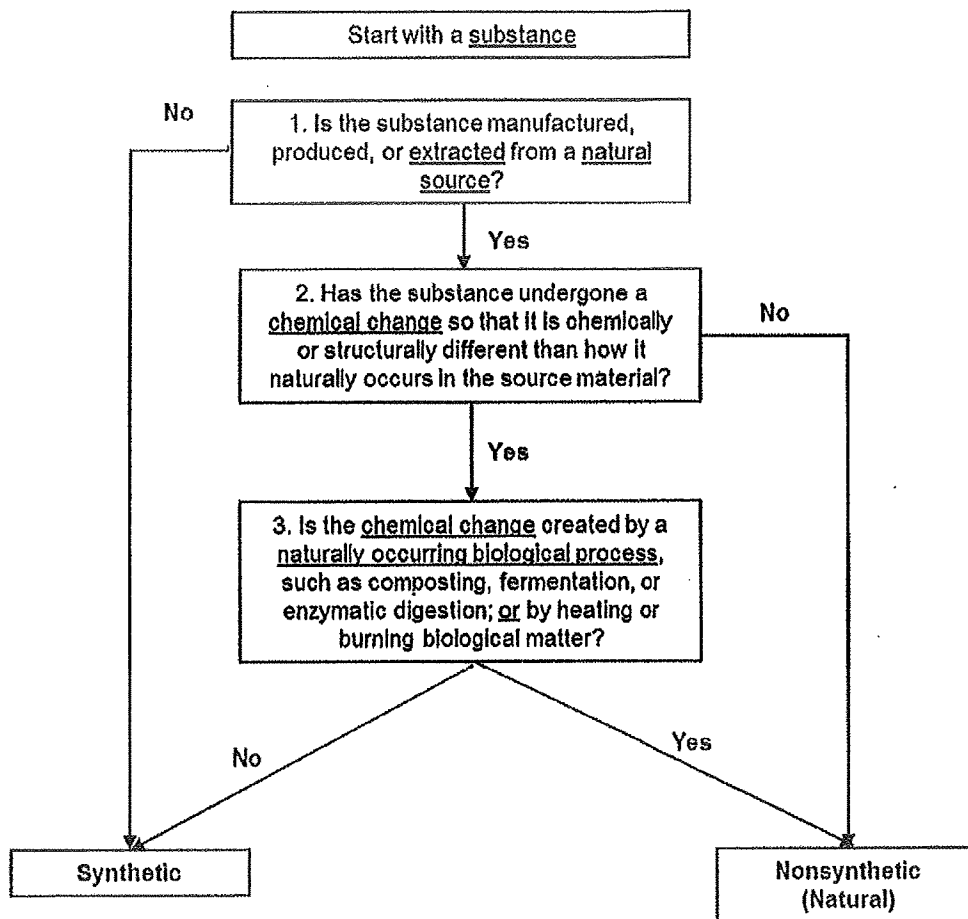 Start with a substance
No
1. Is the substance manufactured,
produced, or extracted from a natural
source?
Yes
2. Has the substance undergone a
chemical change so that it is chemically
or structurally different than how it
naturally occurs in the source material?
No
Yes
3. Is the chemical change created by a
naturally occurring biological process,
such as composting, fermentation, or
enzymatic digestion; or by heating or
burning biological matter?
No
Yes
Synthetic
Nonsynthetic
(Natural)